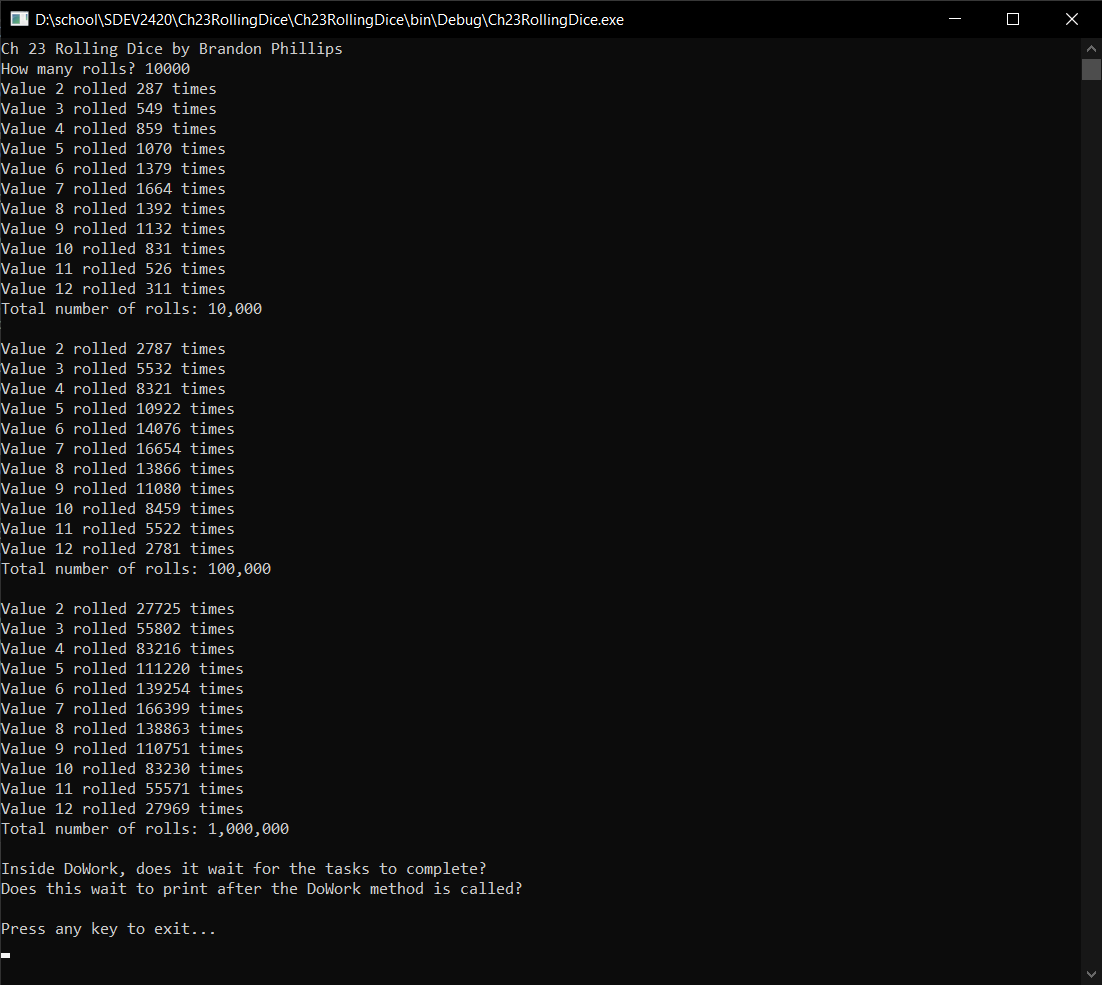 D:\school\SDEV2420\Ch23RollingDice\Ch23RollingDice\bin\Debug\Ch23RollingDice.exe
Ch 23 Rolling Dice by Brandon Phillips
How many rolls? 10000
Value 2 rolled 287 times
Value 3 rolled 549 times
Value 4 rolled 859 times
Value 5 rolled 1070 times
Value 6 rolled 1379 times
Value 7 rolled 1664 times
Value 8 rolled 1392 times
Value 9 rolled 1132 times
Value 10 rolled 831 times
Value 11 rolled 526 times
Value 12 rolled 311 times
Total number of rolls: 10,000
Value 2 rolled 2787 times
Value 3 rolled 5532 times
Value 4 rolled 8321 times
Value 5 rolled 10922 times
Value 6 rolled 14076 times
Value 7 rolled 16654 times
Value 8 rolled 13866 times
Value 9 rolled 11080 times
Value 10 rolled 8459 times
Value 11 rolled 5522 times
Value 12 rolled 2781 times
Total number of rolls: 100,000
Value 2 rolled 27725 times
Value 3 rolled 55802 times
Value 4 rolled 83216 times
Value 5 rolled 111220 times
Value 6 rolled 139254 times
Value 7 rolled 166399 times
Value 8 rolled 138863 times
Value 9 rolled 110751 times
Value 10 rolled 83230 times
Value 11 rolled 55571 times
Value 12 rolled 27969 times
Total number of rolls: 1,000,000
Inside DoWork, does it wait for the tasks to complete?
Does this wait to print after the DoWork method is called?
Press any key to exit...